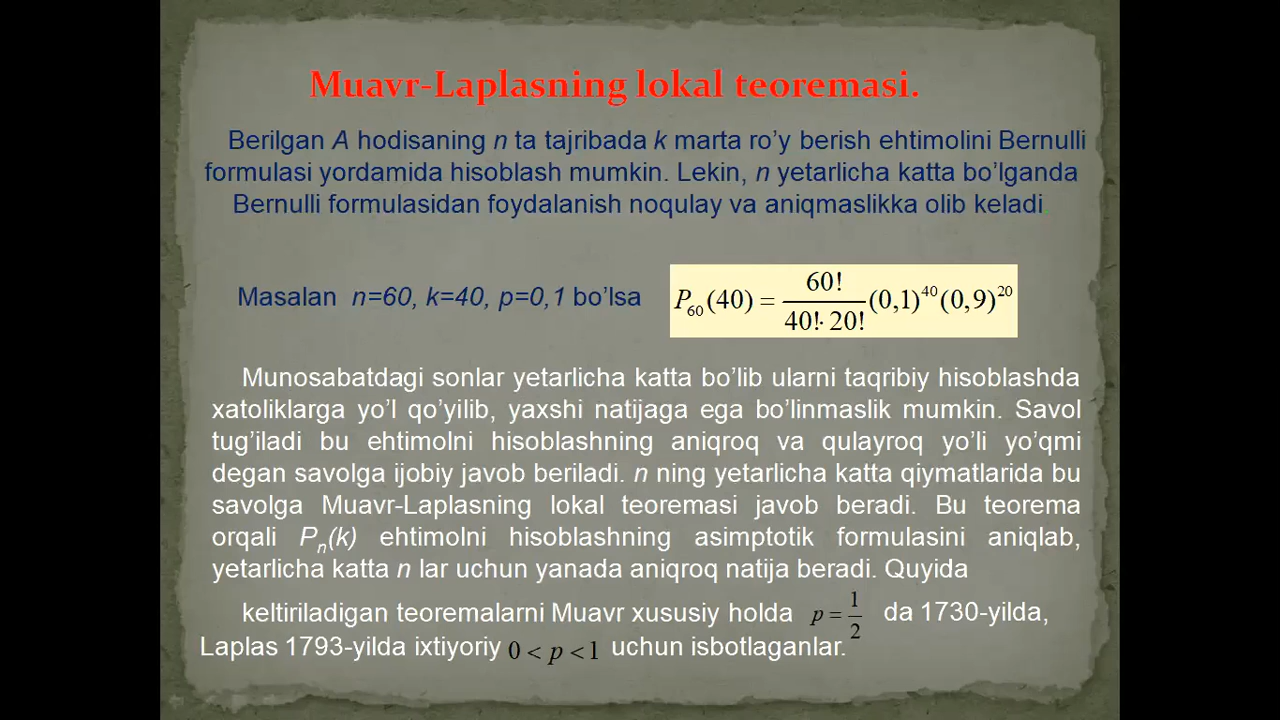 Muavr-Laplasning lokal teoremasi.
Berilgan A hodisaning n ta tajribada k marta ro’y berish ehtimolini Bernulli
formulasi yordamida hisoblash mumkin. Lekin, n yetarlicha katta bo’lganda
Bernulli formulasidan foydalanish noqulay va aniqmaslikka olib keladi
Masalan n=60, k=40, p=0,1 bo’lsa P₆₀(40) = 60!/(40!·20!) (0,1)⁴⁰(0,9)²⁰
Munosabatdagi sonlar yetarlicha katta bo’lib ularni taqribiy hisoblashda
xatoliklarga yo’l qo’yilib, yaxshi natijaga ega bo’linmaslik mumkin. Savol
tug’iladi bu ehtimolni hisoblashning aniqroq va qulayroq yo’li yo’qmi
degan savolga ijobiy javob beriladi. n ning yetarlicha katta qiymatlarida bu
savolga Muavr-Laplasning lokal teoremasi javob beradi. Bu teorema
orqali Pₙ(k) ehtimolni hisoblashning asimptotik formulasini aniqlab,
yetarlicha katta n lar uchun yanada aniqroq natija beradi. Quyida
keltiriladigan teoremalarni Muavr xususiy holda p = 1/2 da 1730-yilda,
Laplas 1793-yilda ixtiyoriy 0 < p < 1 uchun isbotlaganlar.